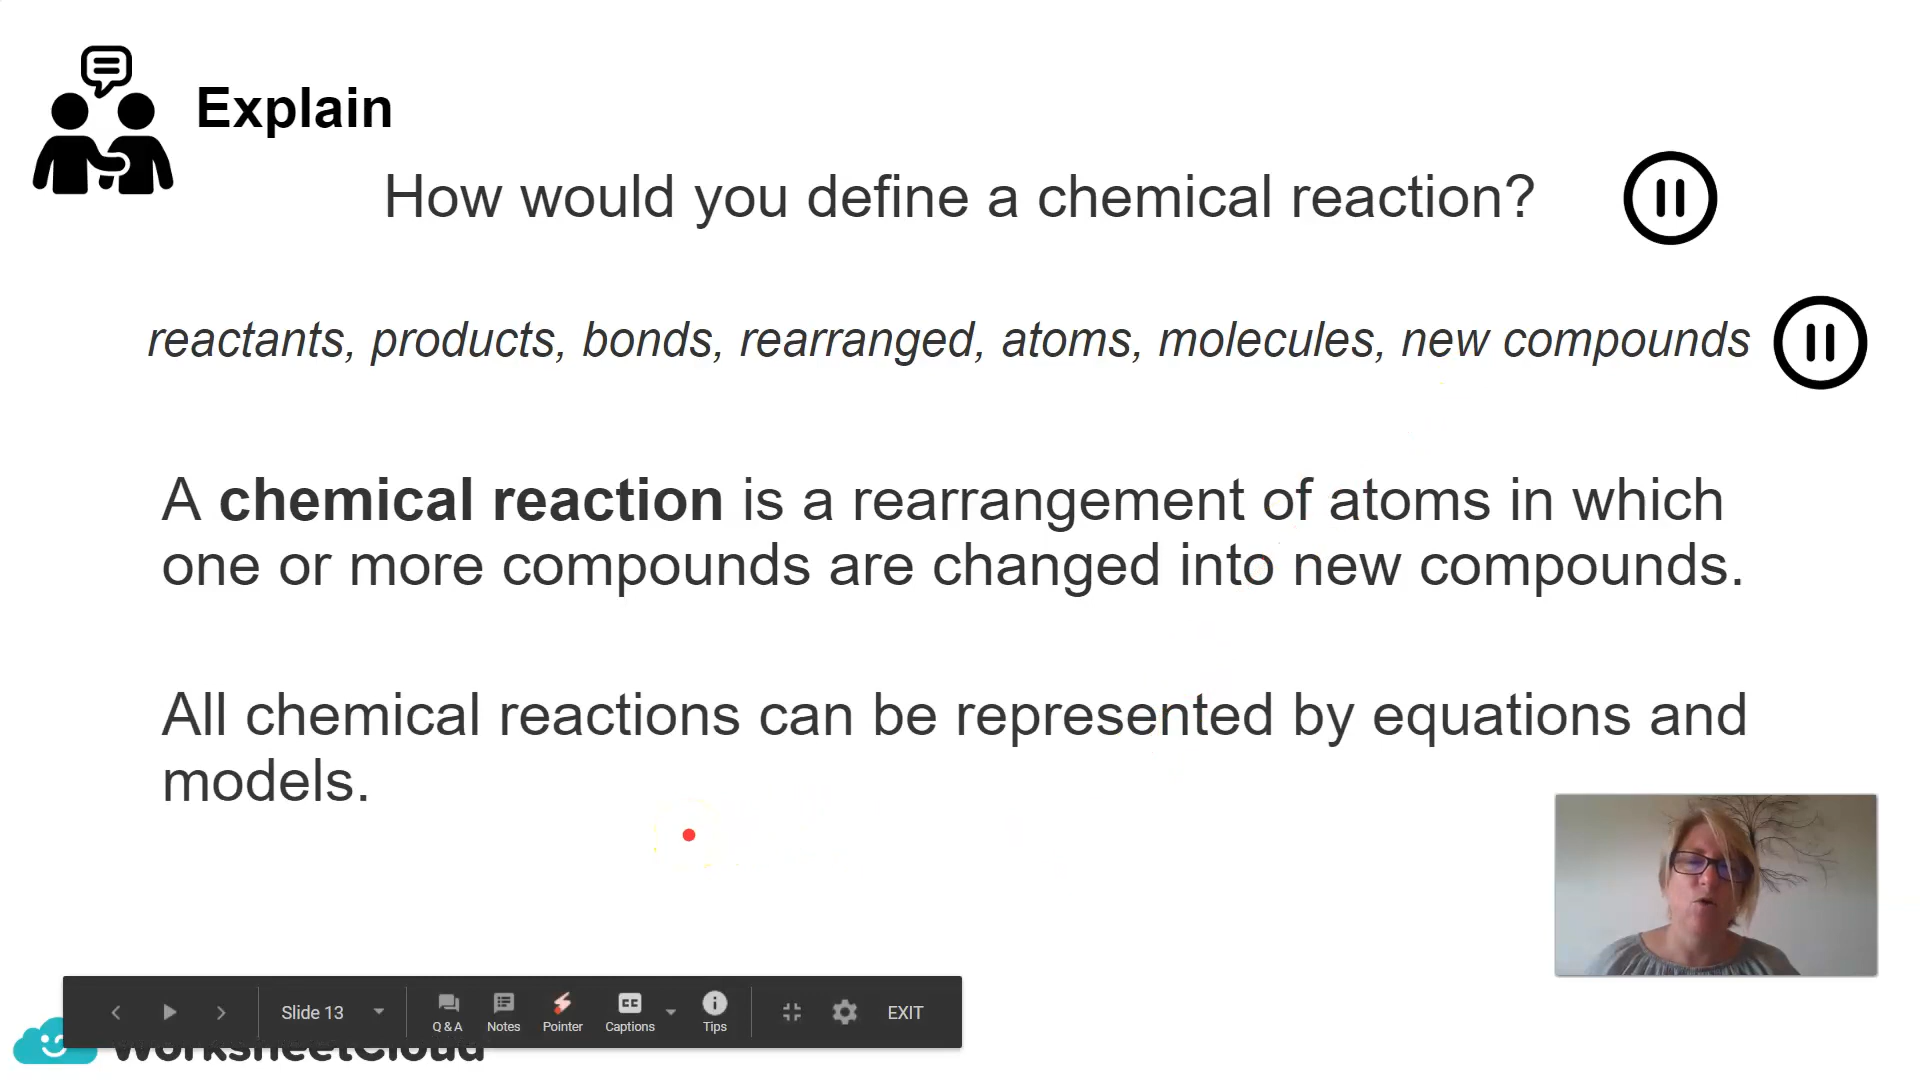 Explain
How would you define a chemical reaction?
reactants, products, bonds, rearranged, atoms, molecules, new compounds
A chemical reaction is a rearrangement of atoms in which
one or more compounds are changed into new compounds.
All chemical reactions can be represented by equations and
models.
Slide 13
Q & A
Notes
Pointer
CC
Captions
Tips
EXIT
WorksheetCloud